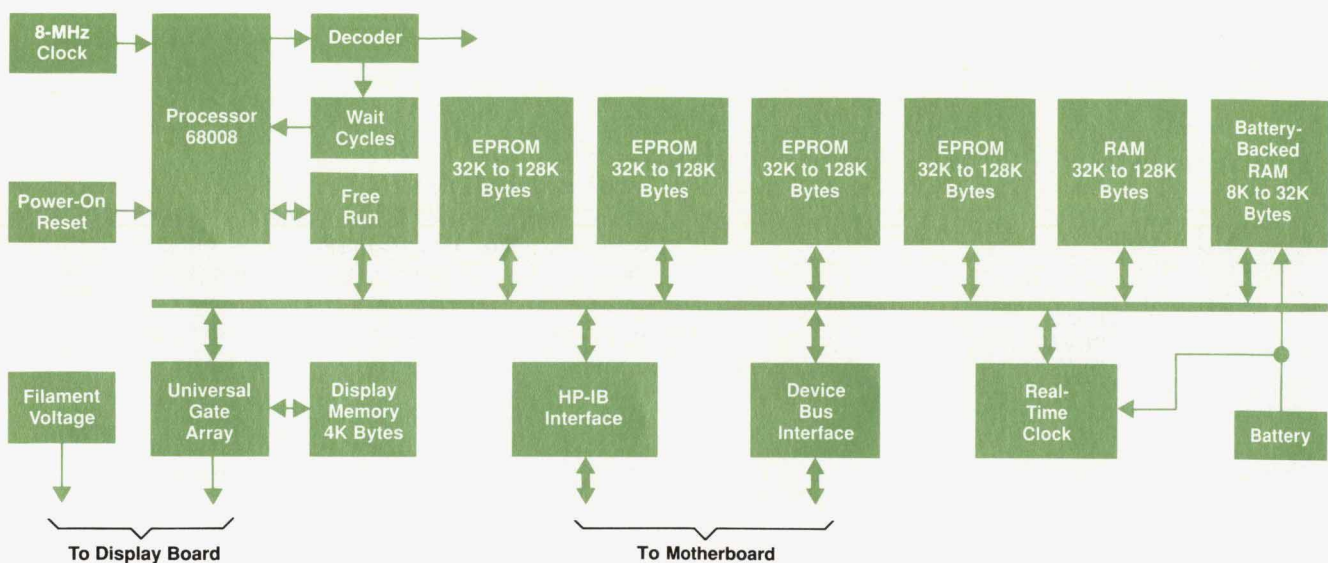 8-MHz
Clock
Processor
68008
Decoder
Wait
Cycles
Power-On
Reset
Free
Run
EPROM
32K to 128K
Bytes
EPROM
32K to 128K
Bytes
EPROM
32K to 128K
Bytes
EPROM
32K to 128K
Bytes
RAM
32K to 128K
Bytes
Battery-
Backed
RAM
8K to 32K
Bytes
Filament
Voltage
Universal
Gate
Array
Display
Memory
4K Bytes
HP-IB
Interface
Device
Bus
Interface
Real-
Time
Clock
Battery
To Display Board
To Motherboard